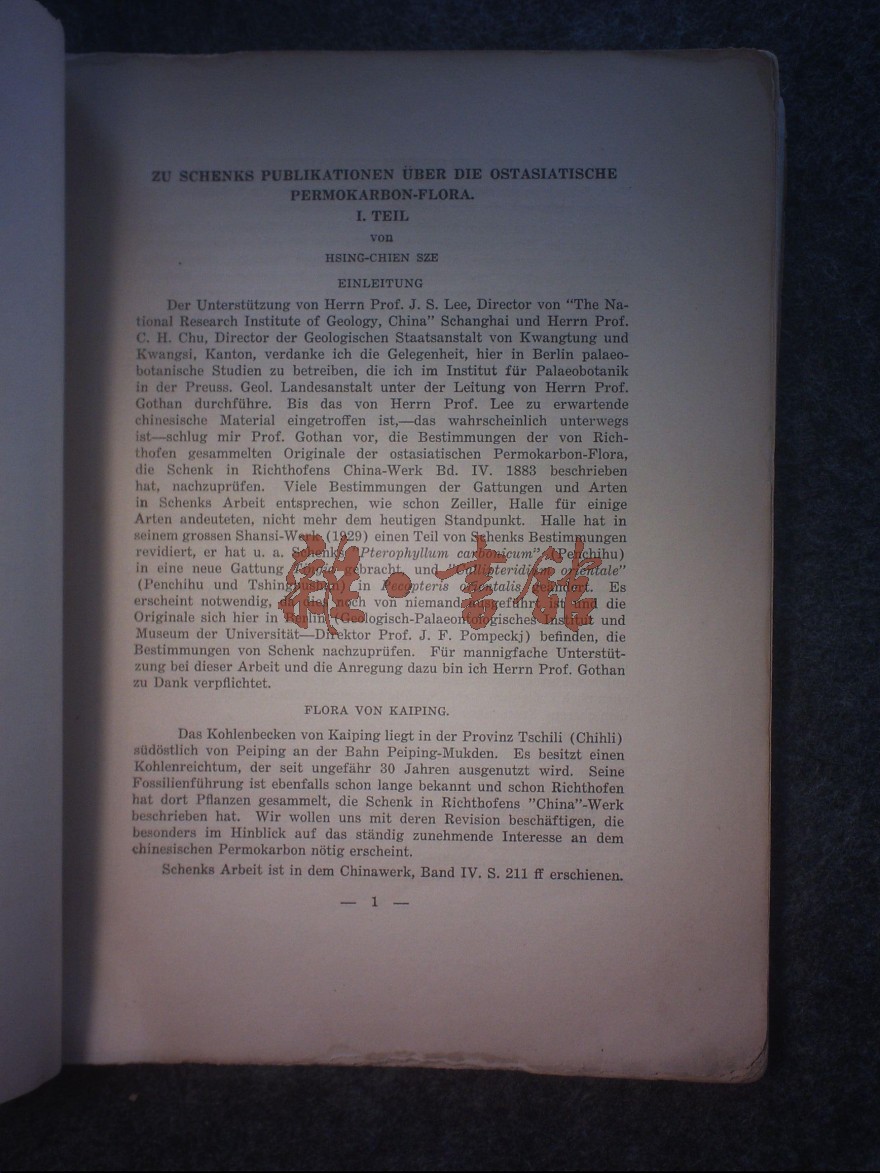 ZU SCHENKS PUBLIKATIONEN ÜBER DIE OSTASIATISCHE
PERMOKARBON-FLORA.
I. TEIL
von
HSING-CHIEN SZE
EINLEITUNG
Der Unterstützung von Herrn Prof. J. S. Lee, Director von "The Na-
tional Research Institute of Geology, China" Schanghai und Herrn Prof.
C. H. Chu, Director der Geologischen Staatsanstalt von Kwangtung und
Kwangsi, Kanton, verdanke ich die Gelegenheit, hier in Berlin palaeo-
botanische Studien zu betreiben, die ich im Institut für Palaeobotanik
in der Preuss. Geol. Landesanstalt unter der Leitung von Herrn Prof.
Gothan durchführe. Bis das von Herrn Prof. Lee zu erwartende
chinesische Material eingetroffen ist,—das wahrscheinlich unterwegs
ist—schlug mir Prof. Gothan vor, die Bestimmungen der von Rich-
thofen gesammelten Originale der ostasiatischen Permokarbon-Flora,
die Schenk in Richthofens China-Werk Bd. IV. 1883 beschrieben
hat, nachzuprüfen. Viele Bestimmungen der Gattungen und Arten
in Schenks Arbeit entsprechen, wie schon Zeiller, Halle für einige
Arten andeuteten, nicht mehr dem heutigen Standpunkt. Halle hat in
seinem grossen Shansi-Werk (1929) einen Teil von Schenks Bestimmungen
revidiert, er hat u. a. Schenks "Pterophyllum carbonicum" (Penchihu)
in eine neue Gattung Tingia gebracht, und "Callipteridium orientale"
(Penchihu und Tshinghushan) in Pecopteris orientalis geändert. Es
erscheint notwendig, da dies noch von niemand ausgeführt ist und die
Originale sich hier in Berlin (Geologisch-Palaeontologisches Institut und
Museum der Universität—Direktor Prof. J. F. Pompeckj) befinden, die
Bestimmungen von Schenk nachzuprüfen. Für mannigfache Unterstüt-
zung bei dieser Arbeit und die Anregung dazu bin ich Herrn Prof. Gothan
zu Dank verpflichtet.
FLORA VON KAIPING.
Das Kohlenbecken von Kaiping liegt in der Provinz Tschili (Chihli)
südöstlich von Peiping an der Bahn Peiping-Mukden. Es besitzt einen
Kohlenreichtum, der seit ungefähr 30 Jahren ausgenutzt wird. Seine
Fossilienführung ist ebenfalls schon lange bekannt und schon Richthofen
hat dort Pflanzen gesammelt, die Schenk in Richthofens "China"-Werk
beschrieben hat. Wir wollen uns mit deren Revision beschäftigen, die
besonders im Hinblick auf das ständig zunehmende Interesse an dem
chinesischen Permokarbon nötig erscheint.
Schenks Arbeit ist in dem Chinawerk, Band IV. S. 211 ff erschienen.
— 1 —